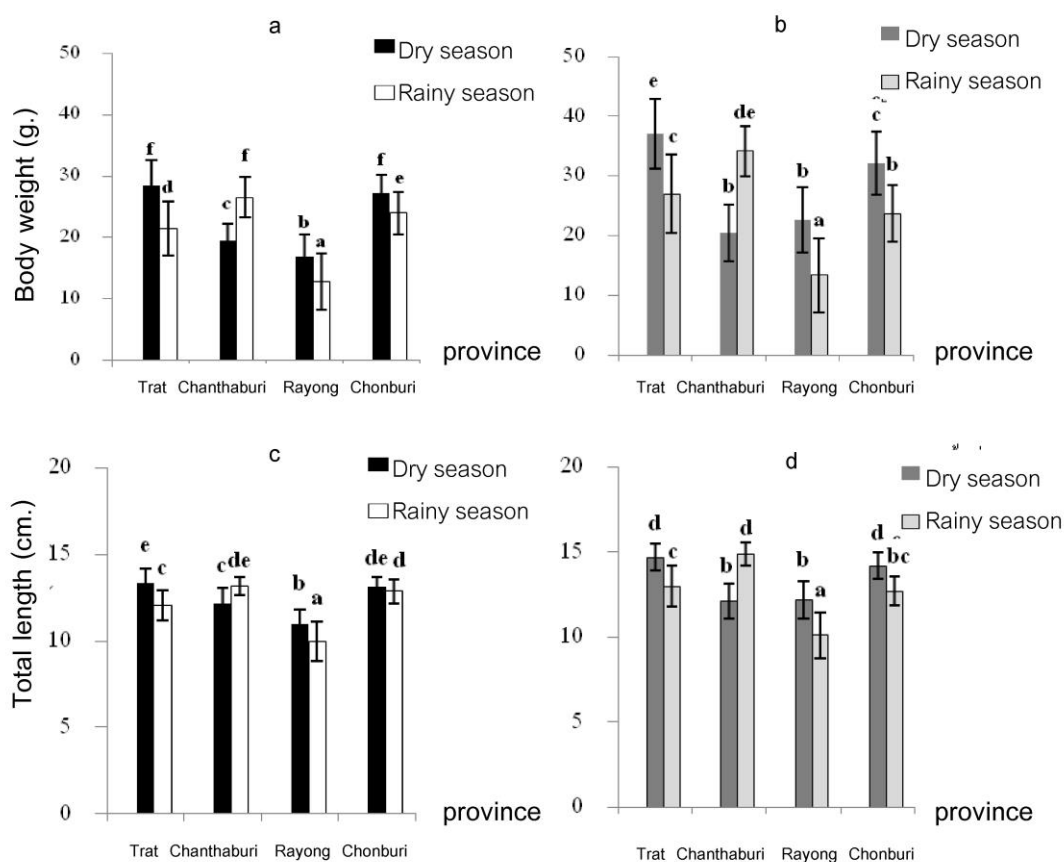 a
Dry season
Rainy season
Body weight (g.)
50
40
30
20
10
0
f
d
c
f
b
a
f
e
province
Trat Chanthaburi Rayong Chonburi
b
Dry season
Rainy season
50
40
30
20
10
0
e
c
b
de
b
a
c
b
province
Trat Chanthaburi Rayong Chonburi
c
Dry season
Rainy season
Total length (cm.)
20
15
10
5
0
e
c
c
de
b
a
de
d
province
Trat Chanthaburi Rayong Chonburi
d
Dry season
Rainy season
20
15
10
5
0
d
c
b
d
b
a
d
bc
province
Trat Chanthaburi Rayong Chonburi